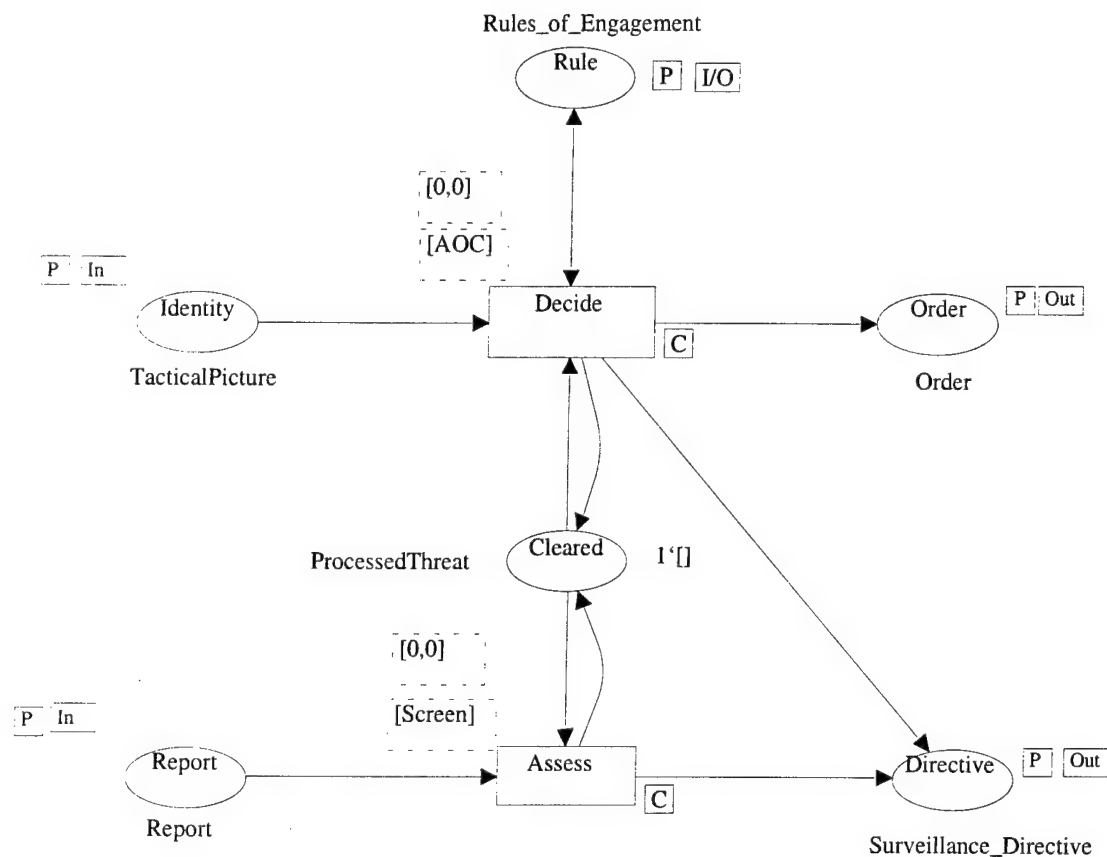 Rules_of_Engagement
Rule
P I/O
[0,0]
[AOC]
P In
Identity
Decide
Order
P Out
C
TacticalPicture
Order
Cleared
ProcessedThreat
1‘[]
[0,0]
[Screen]
P In
Report
Assess
Directive
P Out
C
Report
Surveillance_Directive